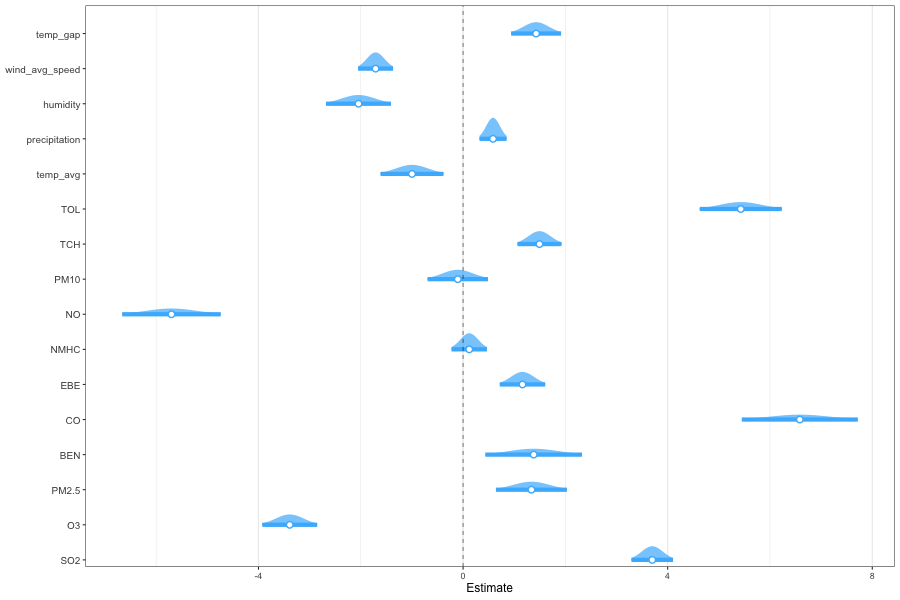 temp_gap
wind_avg_speed
humidity
precipitation
temp_avg
TOL
TCH
PM10
NO
NMHC
EBE
CO
BEN
PM2.5
O3
SO2
-4 0 4 8
Estimate